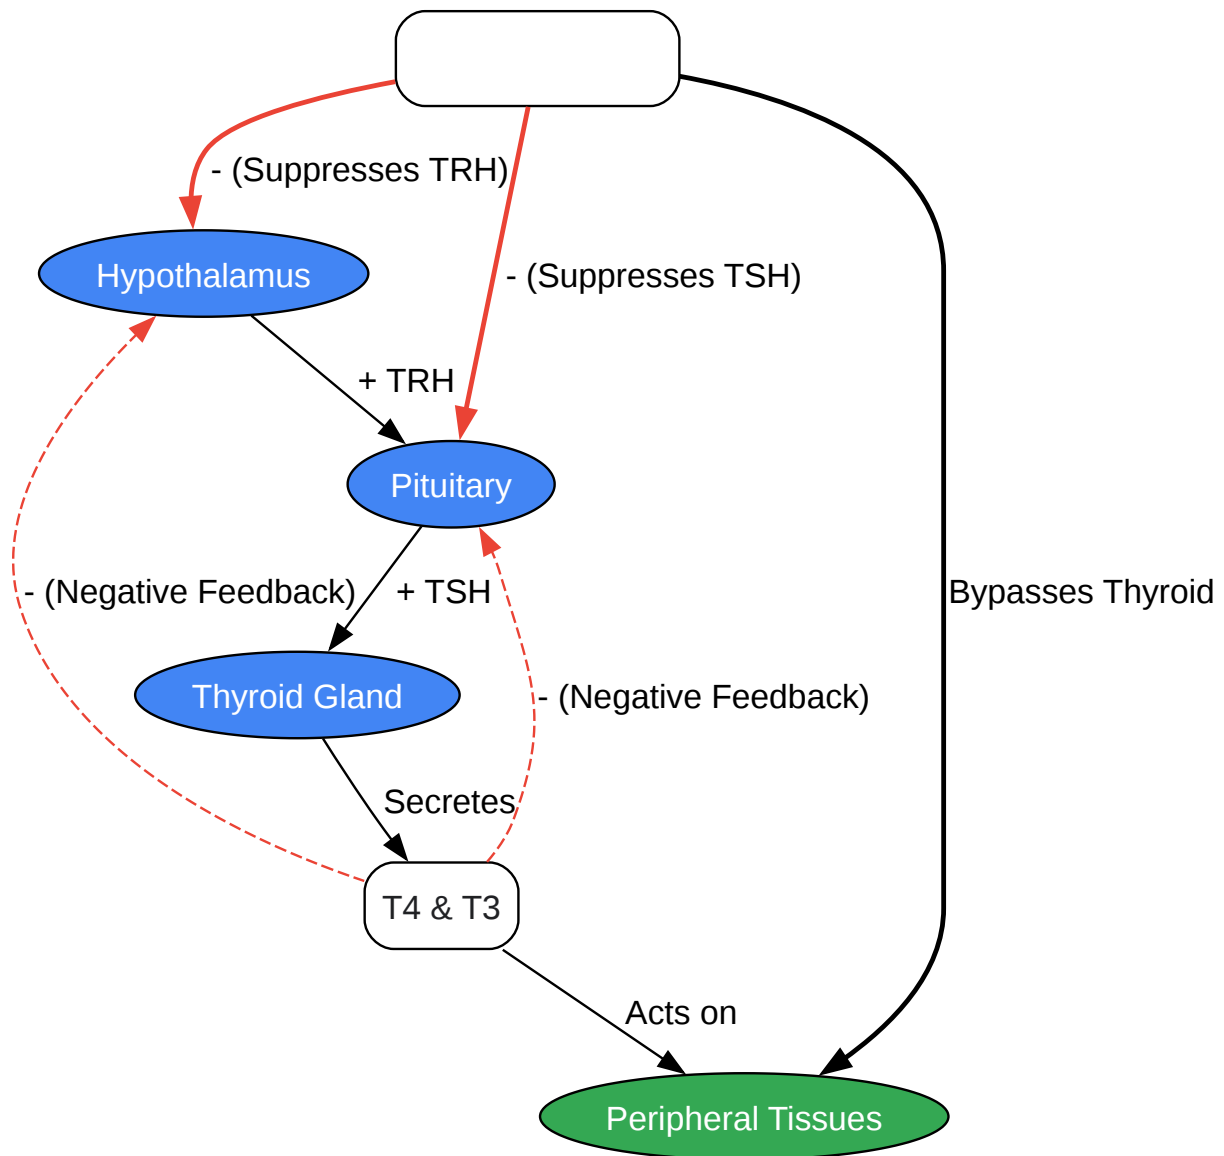 - (Suppresses TRH)
Hypothalamus
- (Suppresses TSH)
+ TRH
Pituitary
- (Negative Feedback)
+ TSH
Bypasses Thyroid
Thyroid Gland
- (Negative Feedback)
Secretes
T4 & T3
Acts on
Peripheral Tissues